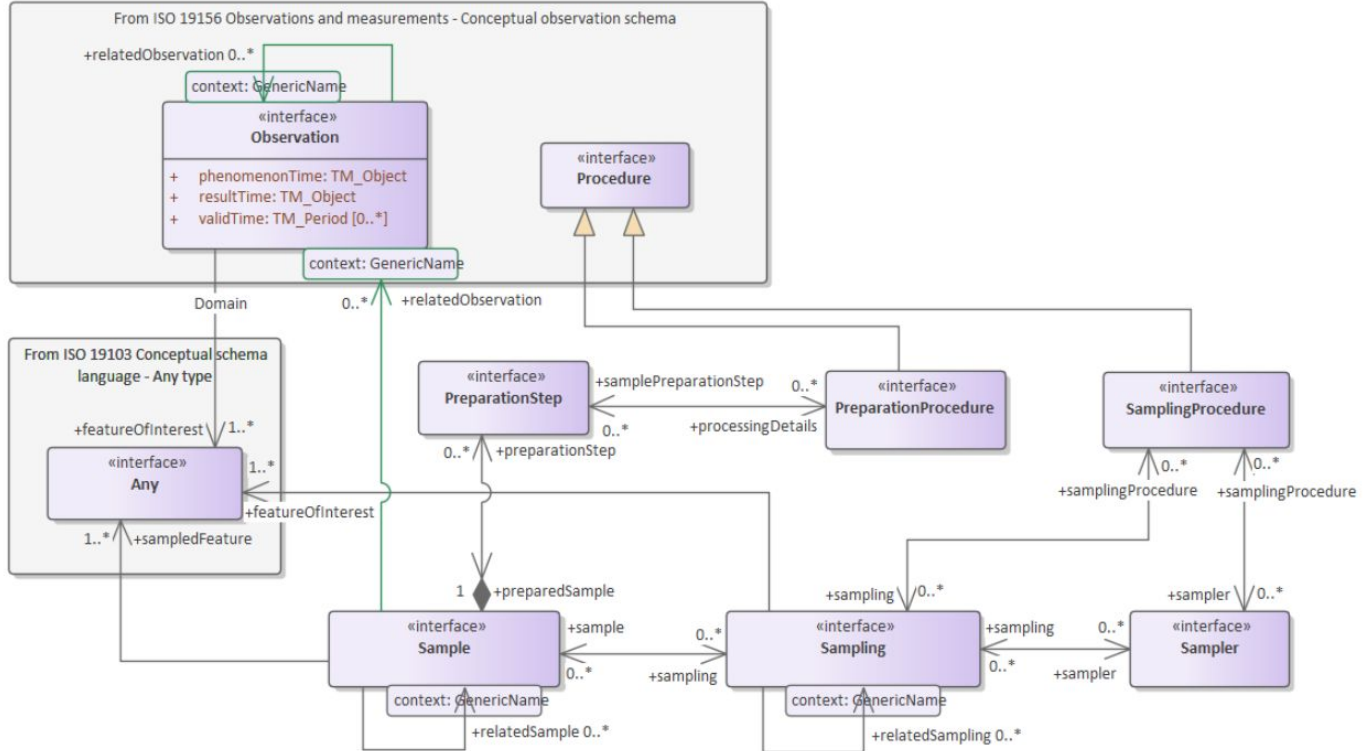 From ISO 19156 Observations and measurements - Conceptual observation schema
+relatedObservation 0..*
context: GenericName
«interface»
Observation
+ phenomenonTime: TM_Object
+ resultTime: TM_Object
+ validTime: TM_Period [0..*]
«interface»
Procedure
context: GenericName
0..* +relatedObservation
Domain
From ISO 19103 Conceptual schema
language - Any type
+featureOfInterest 1..*
«interface»
Any
1..*
+featureOfInterest
1..* +sampledFeature
«interface»
PreparationStep
+samplePreparationStep 0..*
0..* +processingDetails
«interface»
PreparationProcedure
«interface»
SamplingProcedure
0..* +preparationStep
0..* 0..*
+samplingProcedure +samplingProcedure
1 +preparedSample
+sampling 0..*
+sampler 0..*
«interface»
Sample
+sample 0..*
0..* +sampling
«interface»
Sampling
+sampling 0..*
0..* +sampler
«interface»
Sampler
context: GenericName
+relatedSample 0..*
context: GenericName
+relatedSampling 0..*